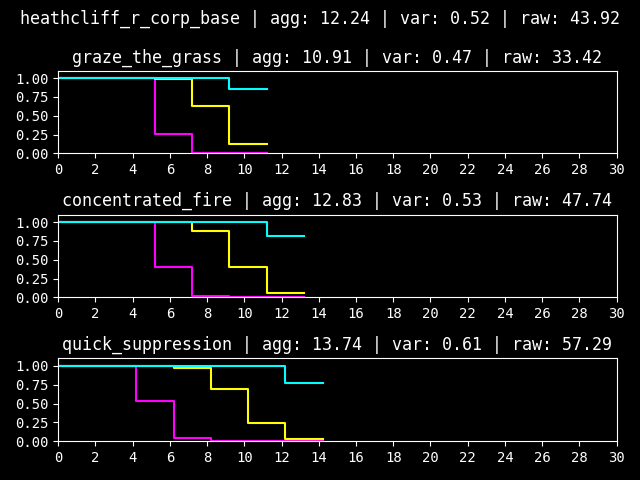 heathcliff_r_corp_base | agg: 12.24 | var: 0.52 | raw: 43.92
graze_the_grass | agg: 10.91 | var: 0.47 | raw: 33.42
1.00
0.75
0.50
0.25
0.00
0 2 4 6 8 10 12 14 16 18 20 22 24 26 28 30
concentrated_fire | agg: 12.83 | var: 0.53 | raw: 47.74
1.00
0.75
0.50
0.25
0.00
0 2 4 6 8 10 12 14 16 18 20 22 24 26 28 30
quick_suppression | agg: 13.74 | var: 0.61 | raw: 57.29
1.00
0.75
0.50
0.25
0.00
0 2 4 6 8 10 12 14 16 18 20 22 24 26 28 30